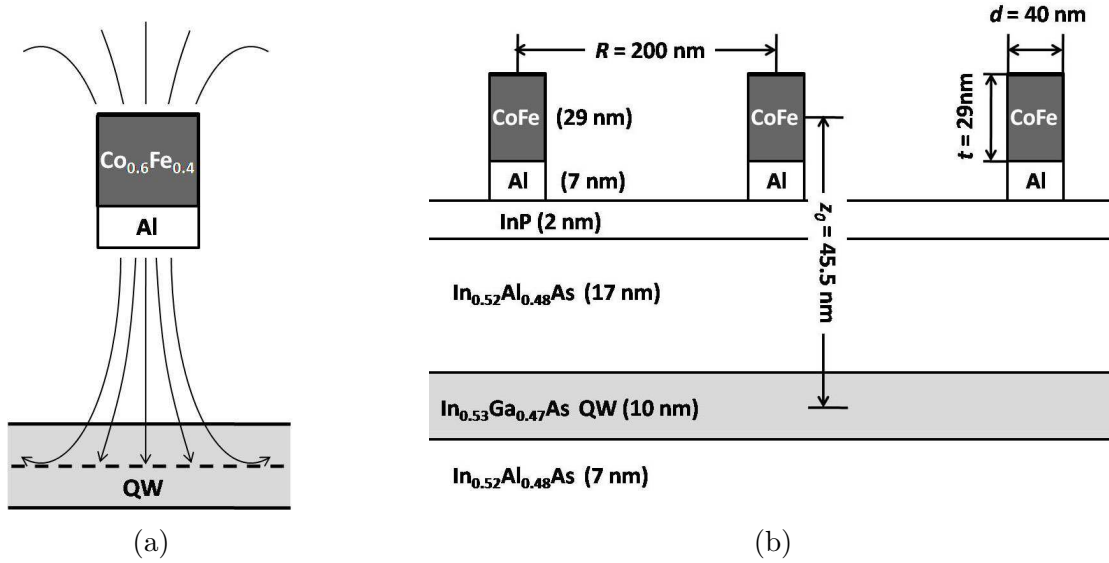 Co0.6Fe0.4
Al
QW
(a)
d = 40 nm
R = 200 nm
CoFe
(29 nm)
CoFe
CoFe
t = 29nm
Al
(7 nm)
Al
Al
InP (2 nm)
z0 = 45.5 nm
In0.52Al0.48As (17 nm)
In0.53Ga0.47As QW (10 nm)
In0.52Al0.48As (7 nm)
(b)